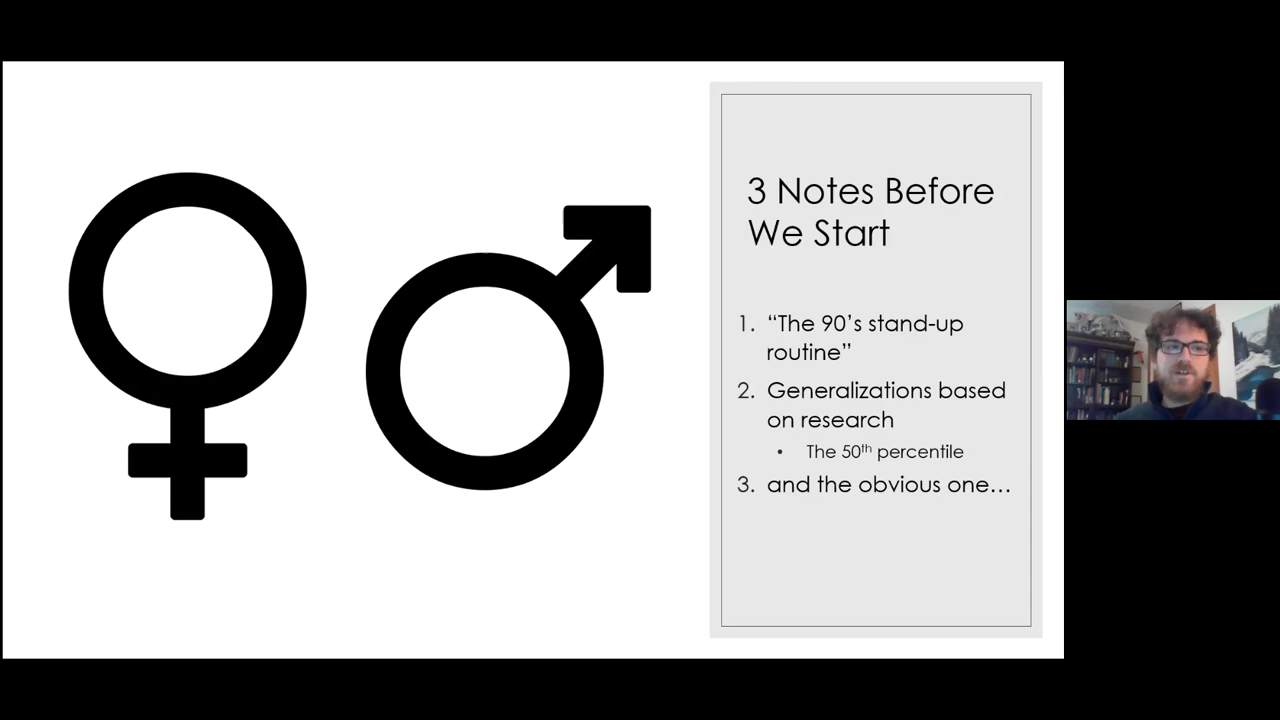 3 Notes Before
We Start
1. “The 90’s stand-up
routine”
2. Generalizations based
on research
• The 50th percentile
3. and the obvious one…